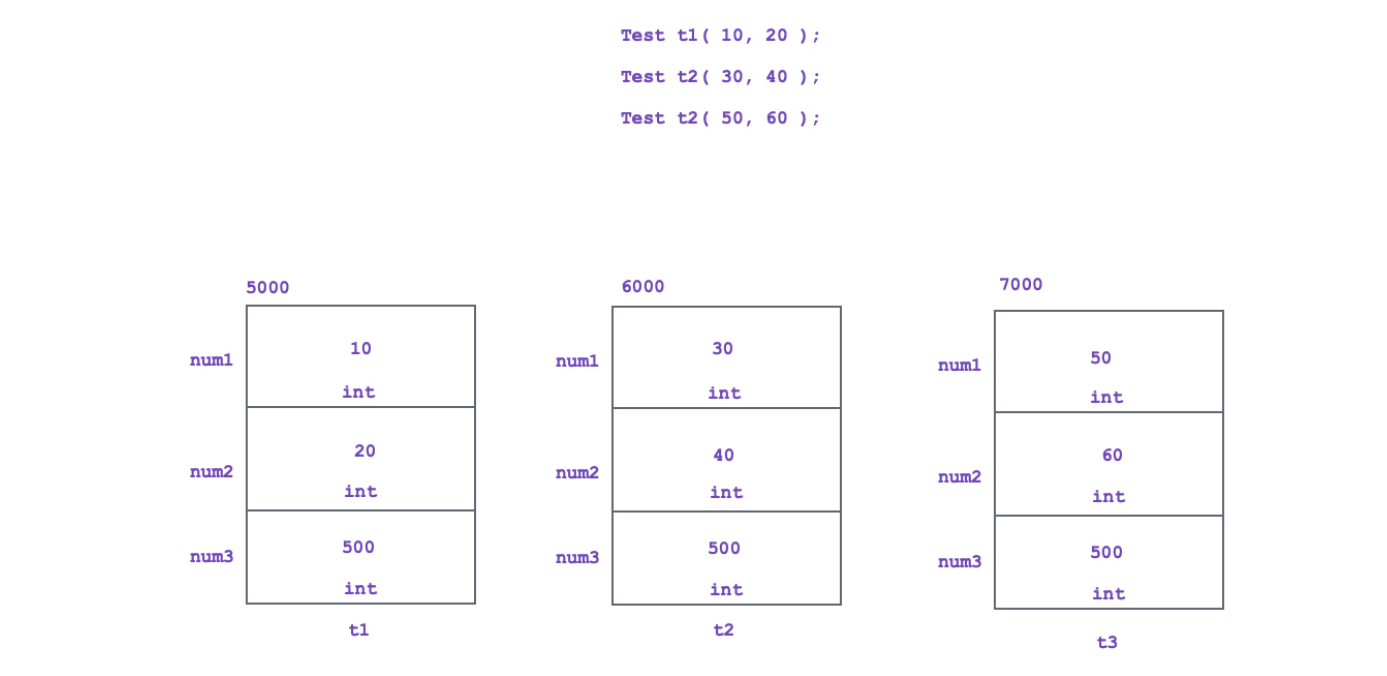 Test t1( 10, 20 );
Test t2( 30, 40 );
Test t2( 50, 60 );
5000
num1
10
int
num2
20
int
num3
500
int
t1
6000
num1
30
int
num2
40
int
num3
500
int
t2
7000
num1
50
int
num2
60
int
num3
500
int
t3